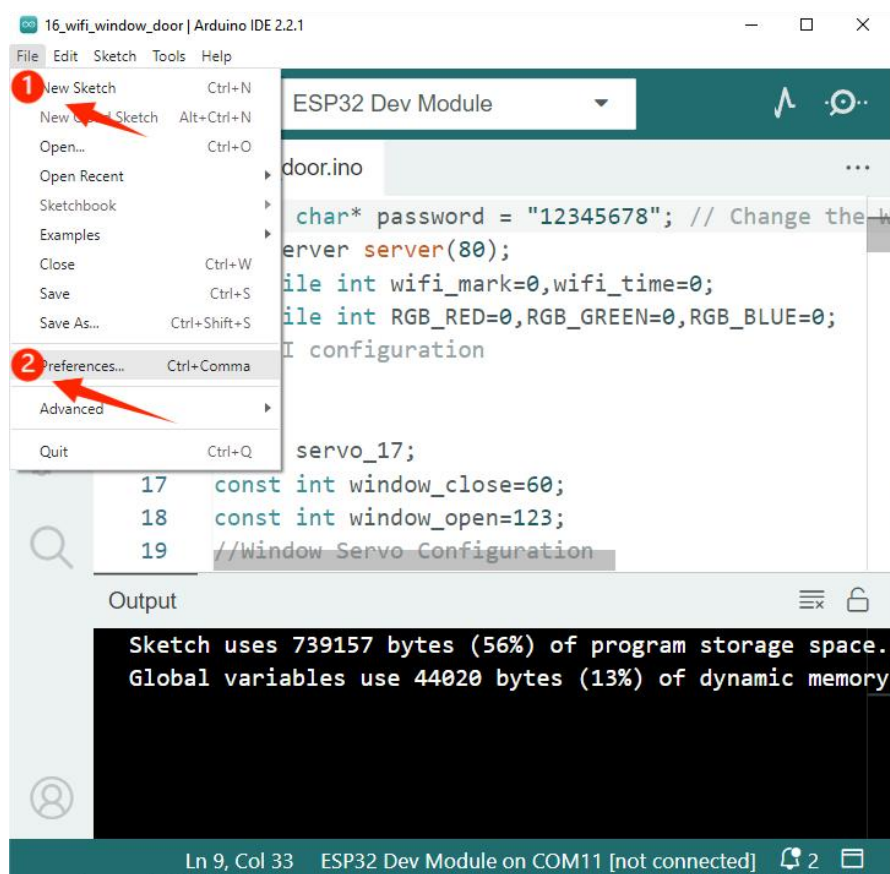 16_wifi_window_door | Arduino IDE 2.2.1
File Edit Sketch Tools Help
1 New Sketch Ctrl+N
New Sketch Alt+Ctrl+N
Open... Ctrl+O
Open Recent
Sketchbook
Examples
Close Ctrl+W
Save Ctrl+S
Save As... Ctrl+Shift+S
2 Preferences... Ctrl+Comma
Advanced
Quit Ctrl+Q
ESP32 Dev Module
door.ino
char* password = "12345678"; // Change the W
erver server(80);
ile int wifi_mark=0,wifi_time=0;
ile int RGB_RED=0,RGB_GREEN=0,RGB_BLUE=0;
I configuration
servo_17;
17 const int window_close=60;
18 const int window_open=123;
19 //Window Servo Configuration
Output
Sketch uses 739157 bytes (56%) of program storage space.
Global variables use 44020 bytes (13%) of dynamic memory
Ln 9, Col 33 ESP32 Dev Module on COM11 [not connected] 2